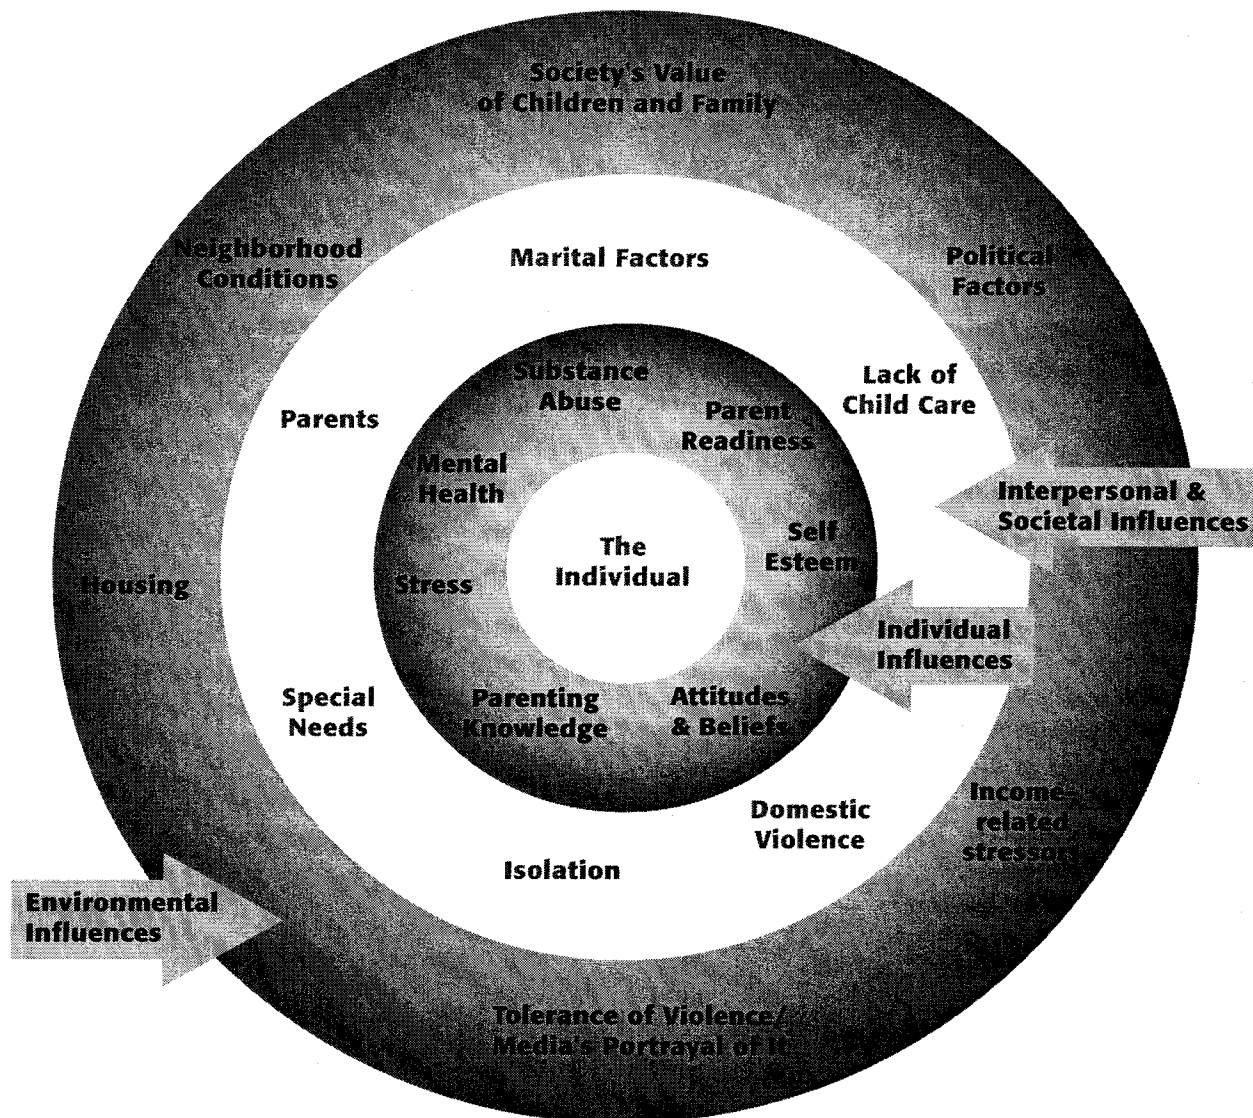 Society's Value
of Children and Family
Neighborhood
Conditions
Marital Factors
Political
Factors
Substance
Abuse
Lack of
Child Care
Parents
Parent
Readiness
Mental
Health
Interpersonal &
Societal Influences
The
Individual
Self
Esteem
Housing
Stress
Individual
Influences
Special
Needs
Parenting
Knowledge
Attitudes
& Beliefs
Domestic
Violence
Income-
related
stressors
Isolation
Environmental
Influences
Tolerance of Violence/
Media's Portrayal of It